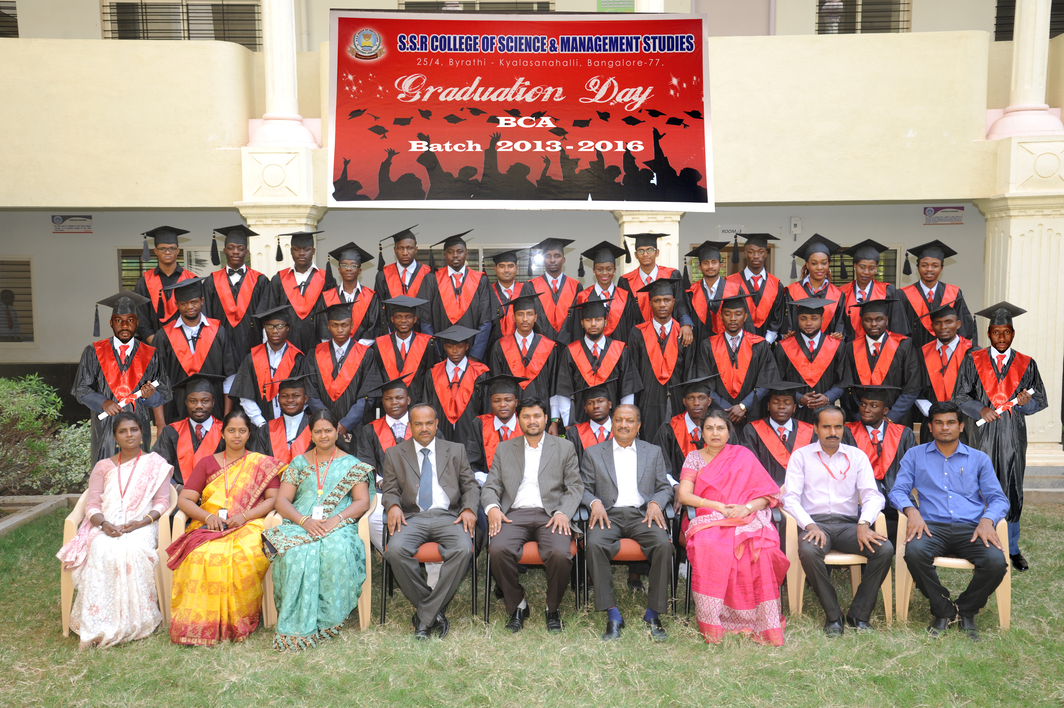 S.S.R COLLEGE OF SCIENCE & MANAGEMENT STUDIES
25/4, Byrathi - Kyalasanahalli, Bangalore-77.
Graduation Day
BCA
Batch 2013-2016